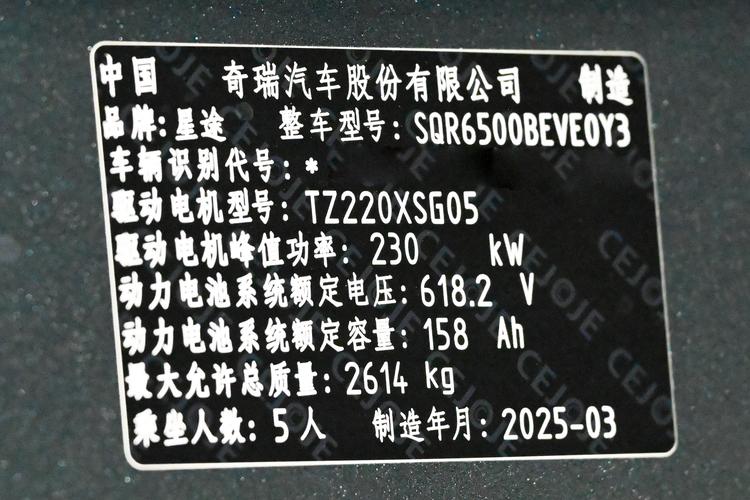 中国 奇瑞汽车股份有限公司 制造
品牌:星途 整车型号:SQR6500BEVE0Y3
车辆识别代号:*
驱动电机型号:TZ220XSG05
驱动电机峰值功率:230 kW
动力电池系统额定电压:618.2 V
动力电池系统额定容量:158 Ah
最大允许总质量:2614 kg
乘坐人数:5人 制造年月:2025-03
CEJOJE
CEJOJE